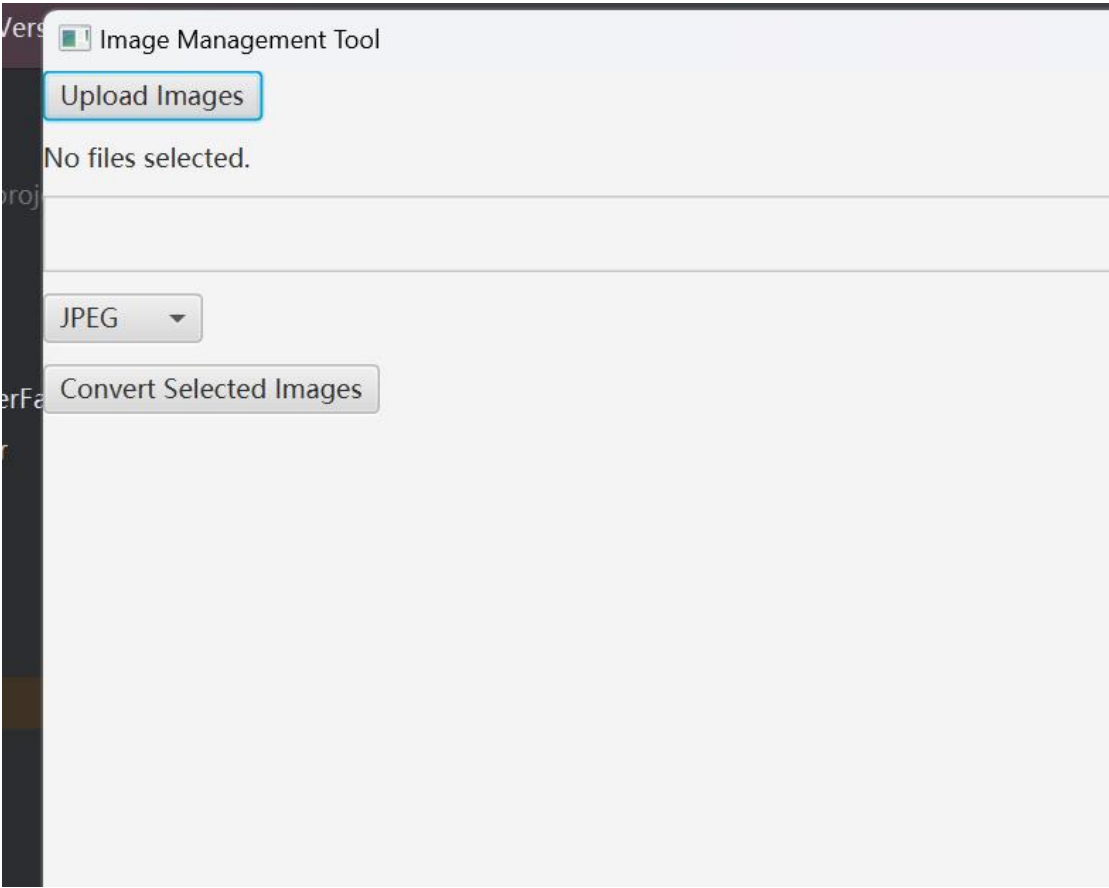 Image Management Tool
Upload Images
No files selected.
JPEG
Convert Selected Images